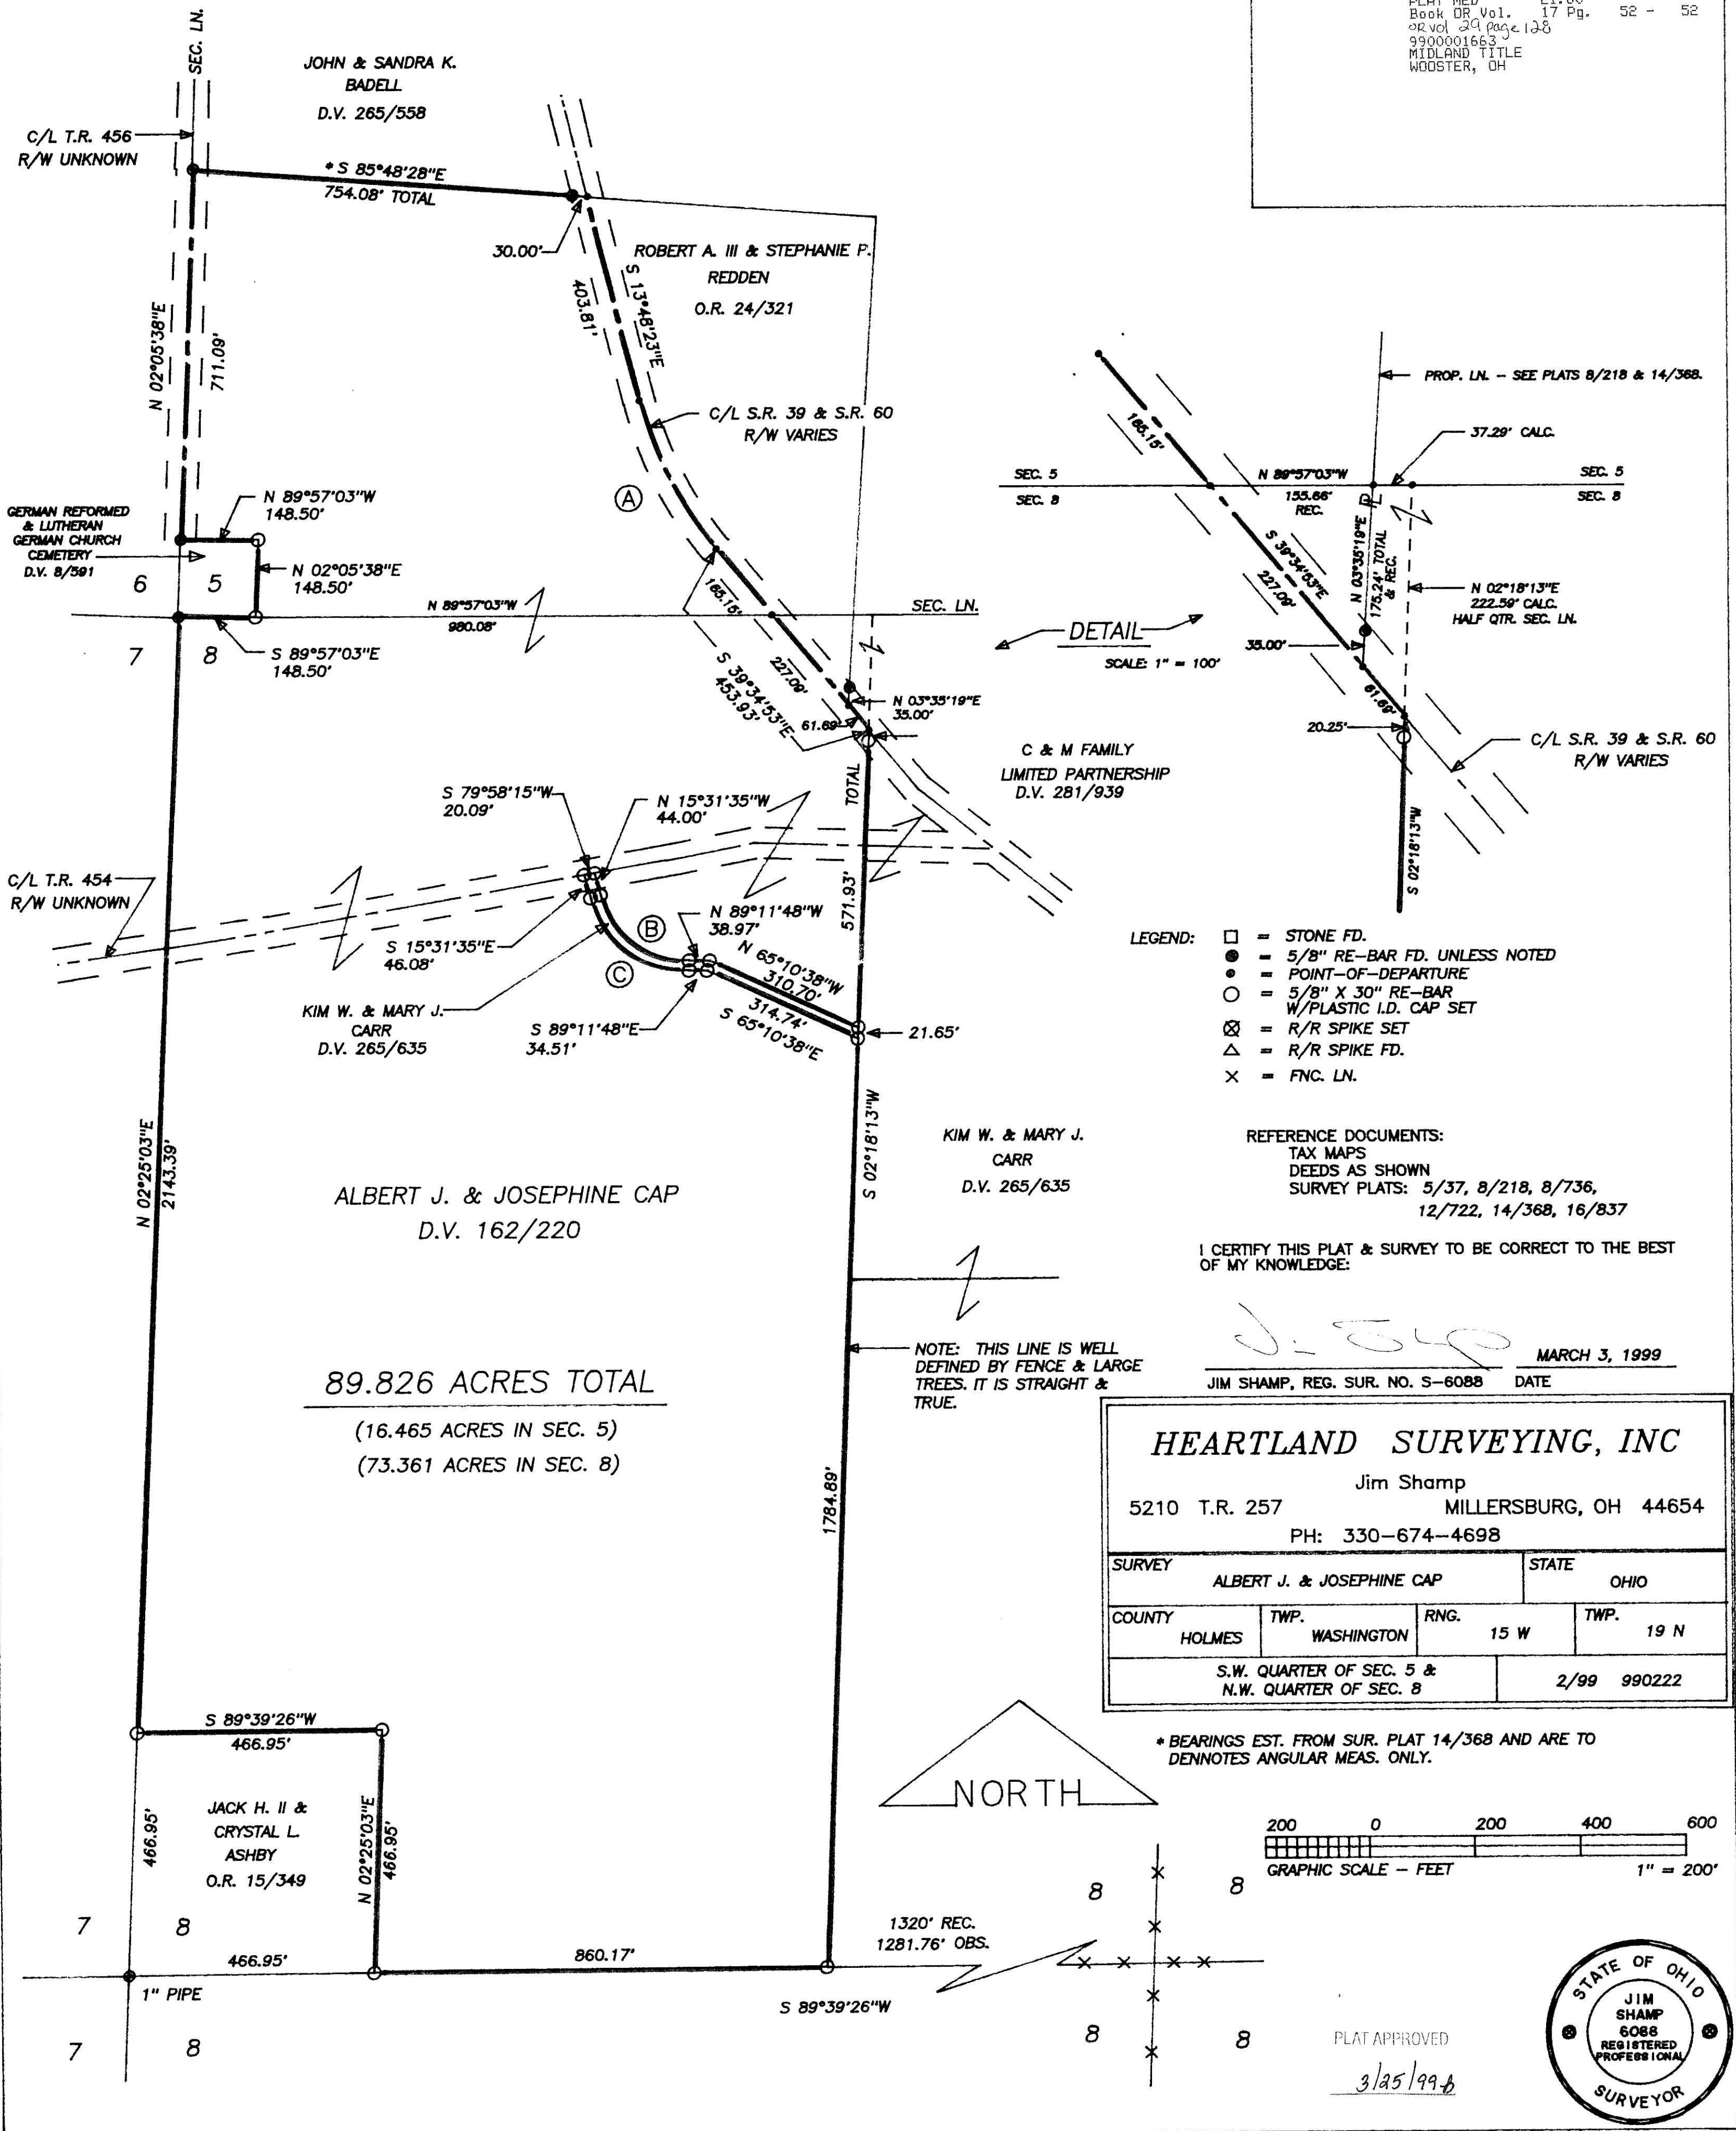 Book OR Vol. 17 Pg. 52 - 52
OR vol 29 page 128
9900001663
MIDLAND TITLE
WOOSTER, OH
SEC. LN.
JOHN & SANDRA K.
BADELL
D.V. 265/558
C/L T.R. 456
R/W UNKNOWN
* S 85°48'28"E
754.08' TOTAL
30.00'
ROBERT A. III & STEPHANIE P.
REDDEN
O.R. 24/321
S 13°48'23"E
403.81'
N 02°05'38"E
711.09'
C/L S.R. 39 & S.R. 60
R/W VARIES
A
GERMAN REFORMED
& LUTHERAN
GERMAN CHURCH
CEMETERY
D.V. 8/591
N 89°57'03"W
148.50'
N 02°05'38"E
148.50'
6 5
7 8
N 89°57'03"W
980.08'
SEC. LN.
S 89°57'03"E
148.50'
165.15'
227.09'
S 39°34'53"E
453.93'
61.69'
N 03°35'19"E
35.00'
PROP. LN. - SEE PLATS 8/218 & 14/368.
37.29' CALC.
165.15'
SEC. 5
SEC. 8
N 89°57'03"W
155.66'
REC.
PL
SEC. 5
SEC. 8
S 39°34'53"E
227.09'
N 03°35'19"E
175.24' TOTAL
& REC.
N 02°18'13"E
222.59' CALC.
HALF QTR. SEC. LN.
35.00'
61.69'
20.25'
C/L S.R. 39 & S.R. 60
R/W VARIES
S 02°18'13"W
DETAIL
SCALE: 1" = 100'
C & M FAMILY
LIMITED PARTNERSHIP
D.V. 281/939
TOTAL
571.93'
S 79°58'15"W
20.09'
N 15°31'35"W
44.00'
C/L T.R. 454
R/W UNKNOWN
S 15°31'35"E
46.08'
B
C
N 89°11'48"W
38.97'
N 65°10'38"W
310.70'
314.74'
S 65°10'38"E
21.65'
KIM W. & MARY J.
CARR
D.V. 265/635
S 89°11'48"E
34.51'
LEGEND:
= STONE FD.
= 5/8" RE-BAR FD. UNLESS NOTED
= POINT-OF-DEPARTURE
= 5/8" X 30" RE-BAR
W/PLASTIC I.D. CAP SET
= R/R SPIKE SET
= R/R SPIKE FD.
= FNC. LN.
N 02°25'03"E
2143.39'
ALBERT J. & JOSEPHINE CAP
D.V. 162/220
S 02°18'13"W
KIM W. & MARY J.
CARR
D.V. 265/635
REFERENCE DOCUMENTS:
TAX MAPS
DEEDS AS SHOWN
SURVEY PLATS: 5/37, 8/218, 8/736,
12/722, 14/368, 16/837
I CERTIFY THIS PLAT & SURVEY TO BE CORRECT TO THE BEST
OF MY KNOWLEDGE:
MARCH 3, 1999
JIM SHAMP, REG. SUR. NO. S-6088 DATE
NOTE: THIS LINE IS WELL
DEFINED BY FENCE & LARGE
TREES. IT IS STRAIGHT &
TRUE.
89.826 ACRES TOTAL
(16.465 ACRES IN SEC. 5)
(73.361 ACRES IN SEC. 8)
1784.89'
HEARTLAND SURVEYING, INC
Jim Shamp
5210 T.R. 257 MILLERSBURG, OH 44654
PH: 330-674-4698
SURVEY
ALBERT J. & JOSEPHINE CAP
STATE
OHIO
COUNTY
HOLMES
TWP.
WASHINGTON
RNG.
15 W
TWP.
19 N
S.W. QUARTER OF SEC. 5 &
N.W. QUARTER OF SEC. 8
2/99 990222
* BEARINGS EST. FROM SUR. PLAT 14/368 AND ARE TO
DENNOTES ANGULAR MEAS. ONLY.
NORTH
S 89°39'26"W
466.95'
466.95'
JACK H. II &
CRYSTAL L.
ASHBY
O.R. 15/349
N 02°25'03"E
466.95'
7 8
466.95'
860.17'
1320' REC.
1281.76' OBS.
1" PIPE
S 89°39'26"W
7 8
200 0 200 400 600
GRAPHIC SCALE - FEET 1" = 200'
8 8
8 8
PLAT APPROVED
3/25/99
STATE OF OHIO
JIM
SHAMP
6088
REGISTERED
PROFESSIONAL
SURVEYOR